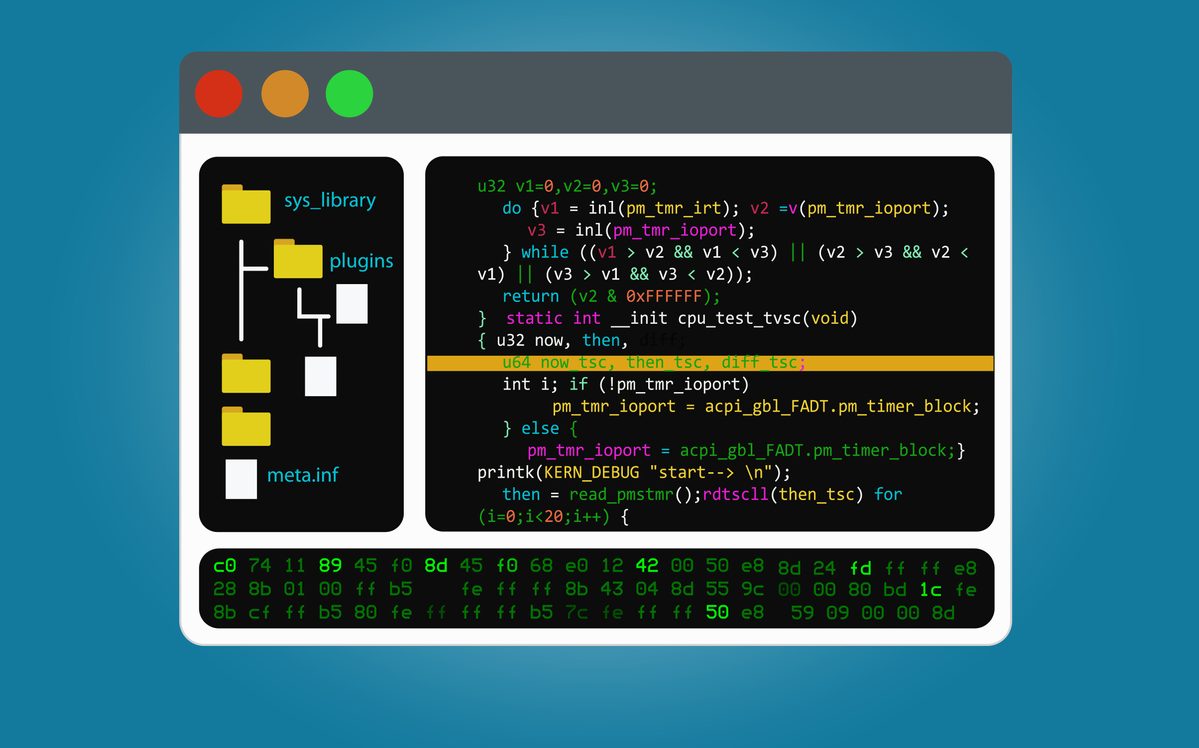 sys_library
plugins
meta.inf
u32 v1=0,v2=0,v3=0;
do {v1 = inl(pm_tmr_irt); v2 =v(pm_tmr_ioport);
v3 = inl(pm_tmr_ioport);
} while ((v1 > v2 && v1 < v3) || (v2 > v3 && v2 <
v1) || (v3 > v1 && v3 < v2));
return (v2 & 0xFFFFFF);
} static int __init cpu_test_tvsc(void)
{ u32 now, then, diff;
u64 now_tsc, then_tsc, diff_tsc;
int i; if (!pm_tmr_ioport)
pm_tmr_ioport = acpi_gbl_FADT.pm_timer_block;
} else {
pm_tmr_ioport = acpi_gbl_FADT.pm_timer_block;}
printk(KERN_DEBUG "start--> \n");
then = read_pmstmr();rdtscll(then_tsc) for
(i=0;i<20;i++) {
c0 74 11 89 45 f0 8d 45 f0 68 e0 12 42 00 50 e8 8d 24 fd ff ff e8
28 8b 01 00 ff b5 fe ff ff 8b 43 04 8d 55 9c 00 00 80 bd 1c fe
8b cf ff b5 80 fe ff ff ff b5 7c fe ff ff 50 e8 59 09 00 00 8d